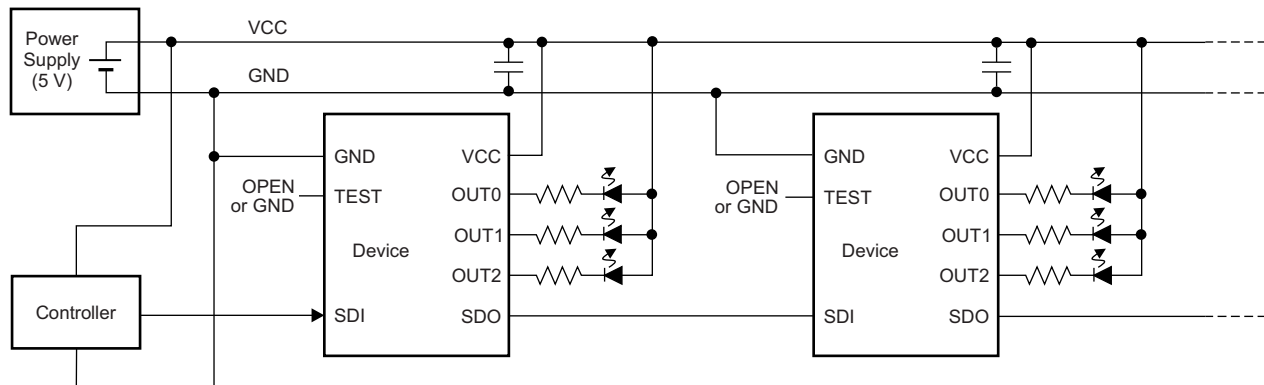 Power
Supply
(5 V)
VCC
GND
GND
VCC
OPEN
or GND
TEST
OUT0
OUT1
Device
OUT2
SDI
SDO
GND
VCC
OPEN
or GND
TEST
OUT0
OUT1
Device
OUT2
SDI
SDO
Controller